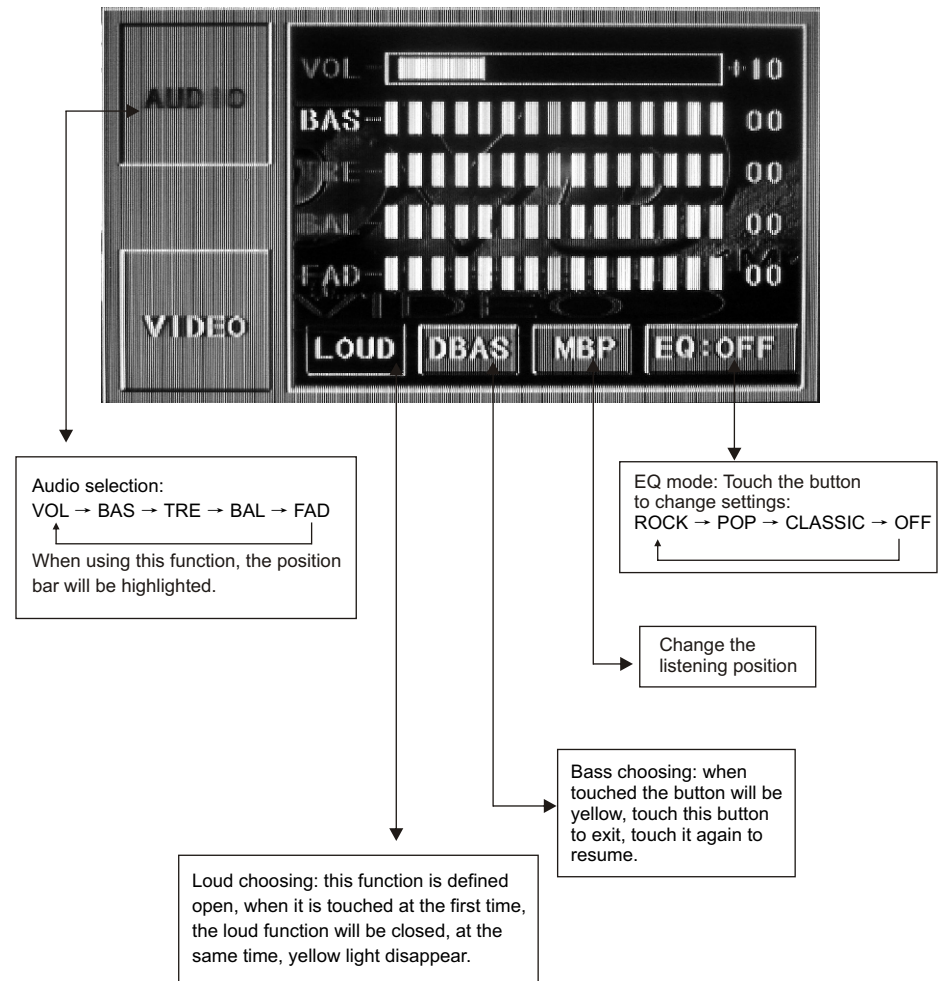 AUDIO
VIDEO
VOL +10
BAS 00
TRE 00
BAL 00
FAD 00
LOUD DBAS MBP EQ:OFF
Audio selection:
VOL → BAS → TRE → BAL → FAD
When using this function, the position
bar will be highlighted.
EQ mode: Touch the button
to change settings:
ROCK → POP → CLASSIC → OFF
Change the
listening position
Bass choosing: when
touched the button will be
yellow, touch this button
to exit, touch it again to
resume.
Loud choosing: this function is defined
open, when it is touched at the first time,
the loud function will be closed, at the
same time, yellow light disappear.